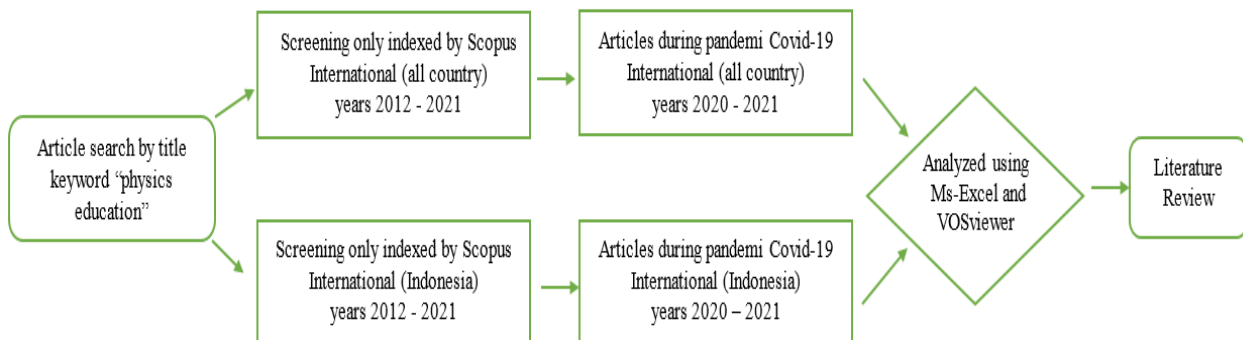 Article search by title
keyword “physics
education”
Screening only indexed by Scopus
International (all country)
years 2012 - 2021
Articles during pandemi Covid-19
International (all country)
years 2020 - 2021
Screening only indexed by Scopus
International (Indonesia)
years 2012 - 2021
Articles during pandemi Covid-19
International (Indonesia)
years 2020 – 2021
Analyzed using
Ms-Excel and
VOSviewer
Literature
Review